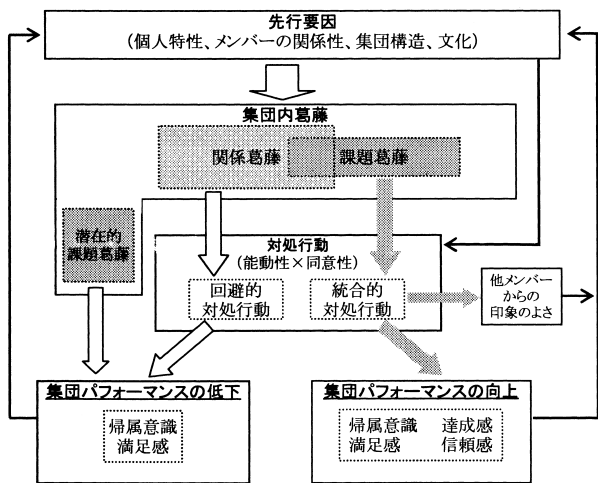 先行要因
(個人特性、メンバーの関係性、集団構造、文化)
集団内葛藤
関係葛藤
課題葛藤
潜在的
課題葛藤
対処行動
(能動性×同意性)
回避的
対処行動
統合的
対処行動
他メンバー
からの
印象のよさ
集団パフォーマンスの低下
帰属意識
満足感
集団パフォーマンスの向上
帰属意識 達成感
満足感 信頼感